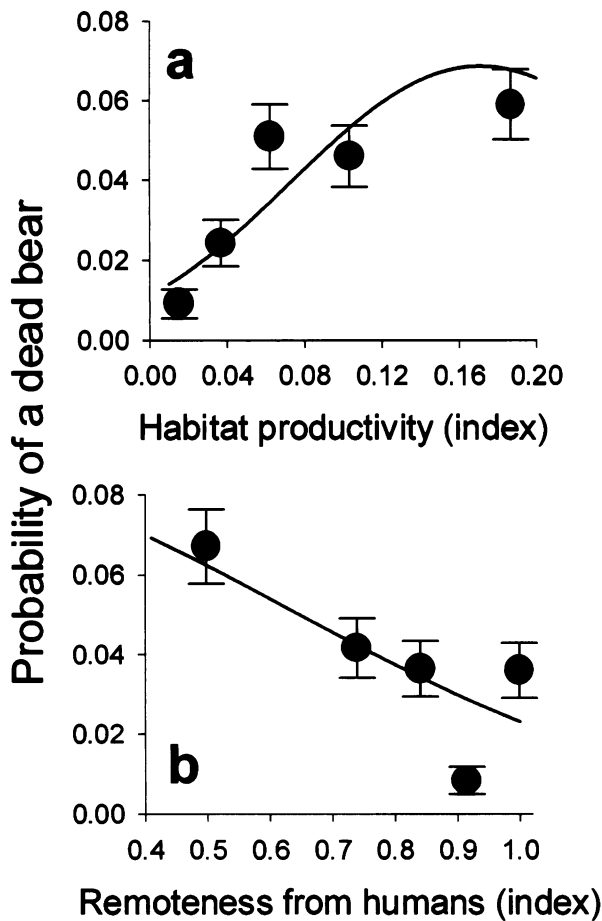 Probability of a dead bear
a
0.08
0.06
0.04
0.02
0.00
0.00 0.04 0.08 0.12 0.16 0.20
Habitat productivity (index)
b
0.08
0.06
0.04
0.02
0.00
0.4 0.5 0.6 0.7 0.8 0.9 1.0
Remoteness from humans (index)